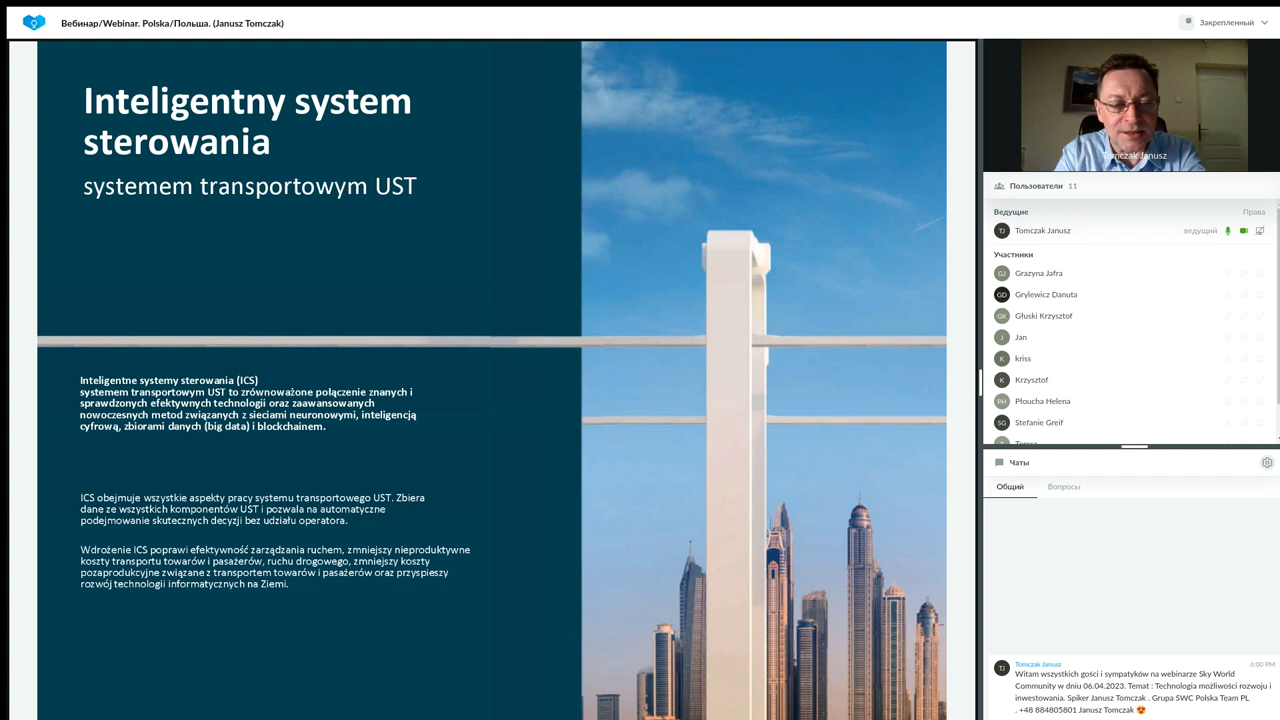 Вебинар/Webinar. Polska/Польша. (Janusz Tomczak)
Закрепленный
Inteligentny system
sterowania
systemem transportowym UST
Inteligentne systemy sterowania (ICS)
systemem transportowym UST to zrównoważone połączenie znanych i
sprawdzonych efektywnych technologii oraz zaawansowanych
nowoczesnych metod związanych z sieciami neuronowymi, inteligencją
cyfrową, zbiorami danych (big data) i blockchainem.
ICS obejmuje wszystkie aspekty pracy systemu transportowego UST. Zbiera
dane ze wszystkich komponentów UST i pozwala na automatyczne
podejmowanie skutecznych decyzji bez udziału operatora.
Wdrożenie ICS poprawi efektywność zarządzania ruchem, zmniejszy nieproduktywne
koszty transportu towarów i pasażerów, ruchu drogowego, zmniejszy koszty
pozaprodukcyjne związane z transportem towarów i pasażerów oraz przyspieszy
rozwój technologii informatycznych na Ziemi.
Tomczak Janusz
Пользователи 11
Ведущие Права
TJ Tomczak Janusz ведущий
Участники
GJ Grazyna Jafra
GD Grylewicz Danuta
GK Głuski Krzysztof
J Jan
K kriss
K Krzysztof
PH Płoucha Helena
SG Stefanie Greif
Чаты
Общий Вопросы
TJ Tomczak Janusz 6:00 PM
Witam wszystkich gości i sympatyków na webinarze Sky World
Community w dniu 06.04.2023. Temat : Technologia możliwości rozwoju i
inwestowania. Spiker Janusz Tomczak . Grupa SWC Polska Team PL
. +48 884805801 Janusz Tomczak 😍